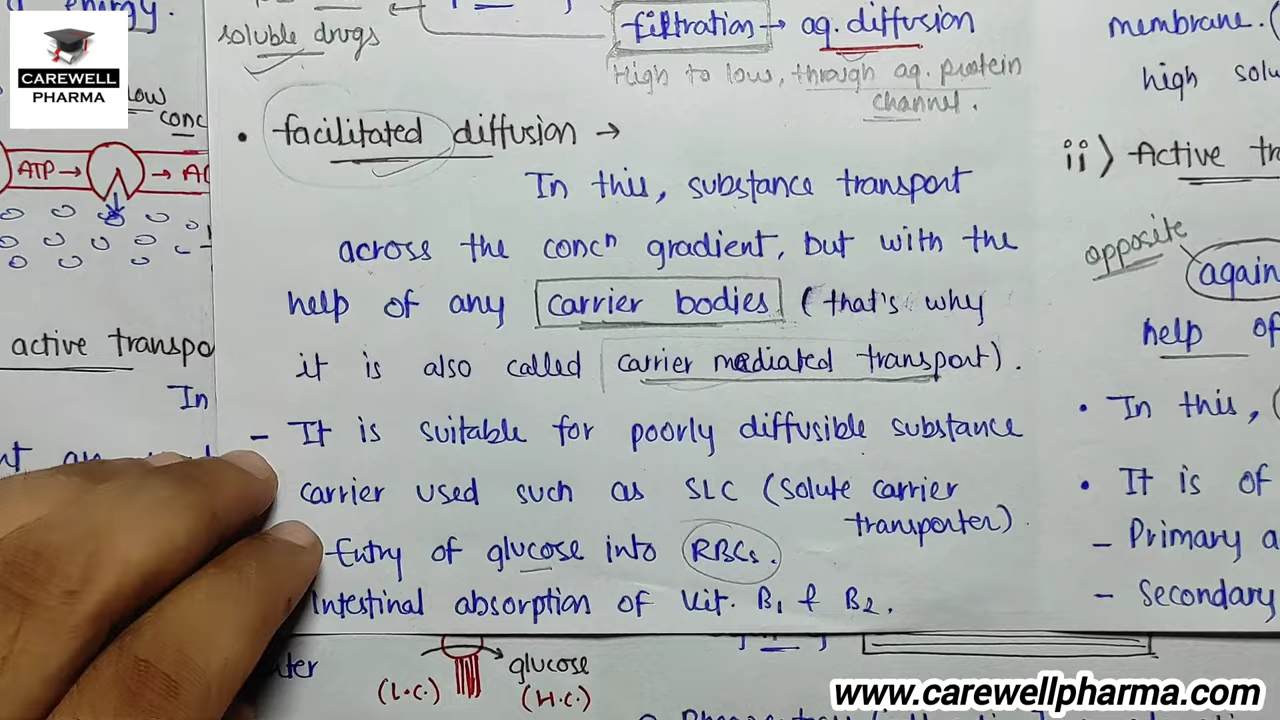 energy.
soluble drugs
filtration → aq. diffusion
High to low, through aq. protein
channel.
CAREWELL
PHARMA
low
conc
ATP →
• facilitated diffusion →
In this, substance transport
across the concⁿ gradient, but with the
help of any carrier bodies (that's why
it is also called carrier mediated transport).
- It is suitable for poorly diffusible substance
carrier used such as SLC (solute carrier
transporter).
Entry of glucose into RBCs.
Intestinal absorption of Vit. B1 & B2.
active transpo
In
membrane.
high solu
ii) Active tra
opposite
again
help of
• In this,
• It is of
- Primary a
- Secondary
glucose
(L.C.)
(H.C.)
www.carewellpharma.com